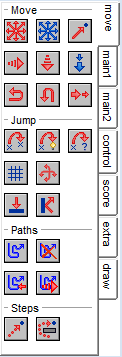 Move
Jump
Paths
Steps
move
main1
main2
control
score
extra
draw